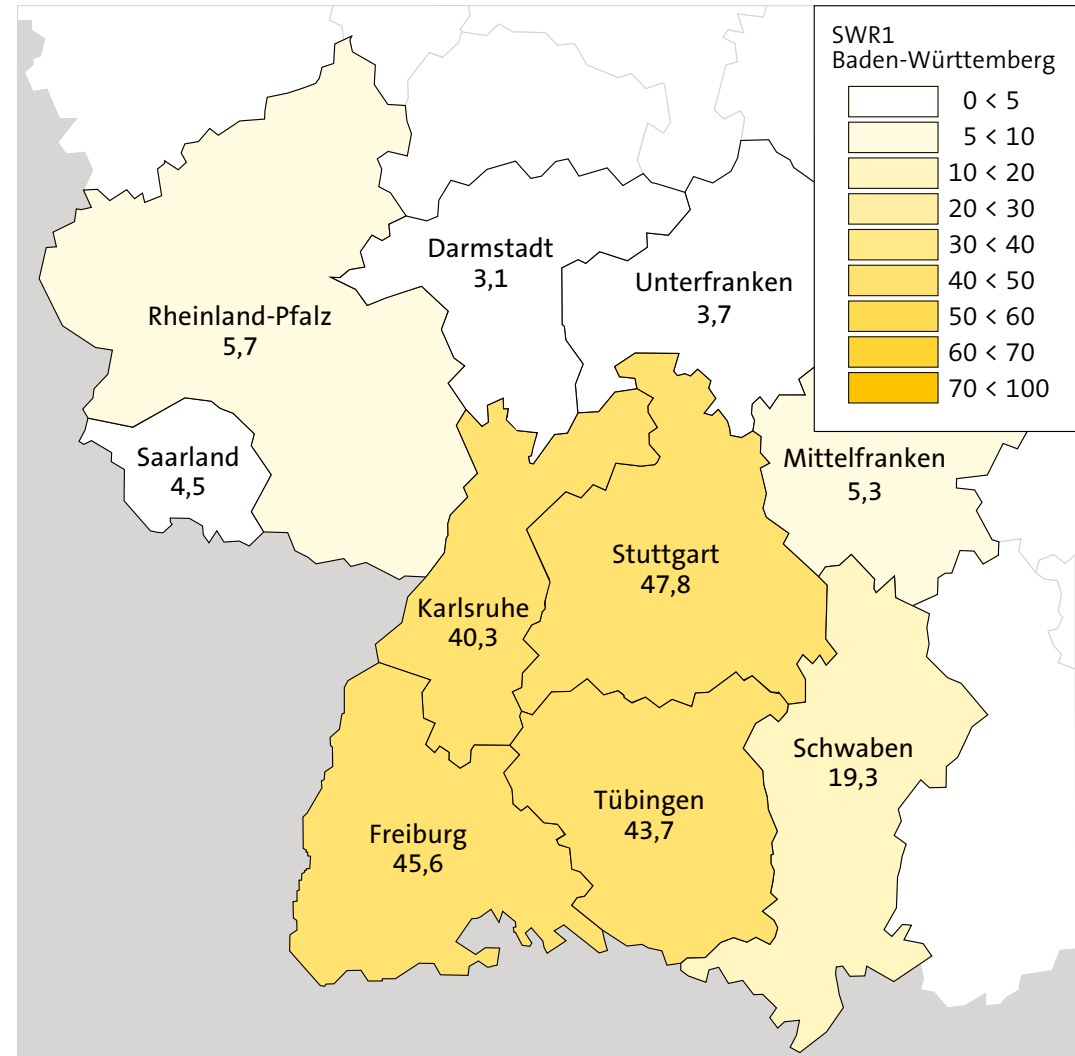 SWR1
Baden-Württemberg
0 < 5
5 < 10
10 < 20
20 < 30
30 < 40
40 < 50
50 < 60
60 < 70
70 < 100
Darmstadt
3,1
Unterfranken
3,7
Rheinland-Pfalz
5,7
Saarland
4,5
Mittelfranken
5,3
Stuttgart
47,8
Karlsruhe
40,3
Schwaben
19,3
Tübingen
43,7
Freiburg
45,6